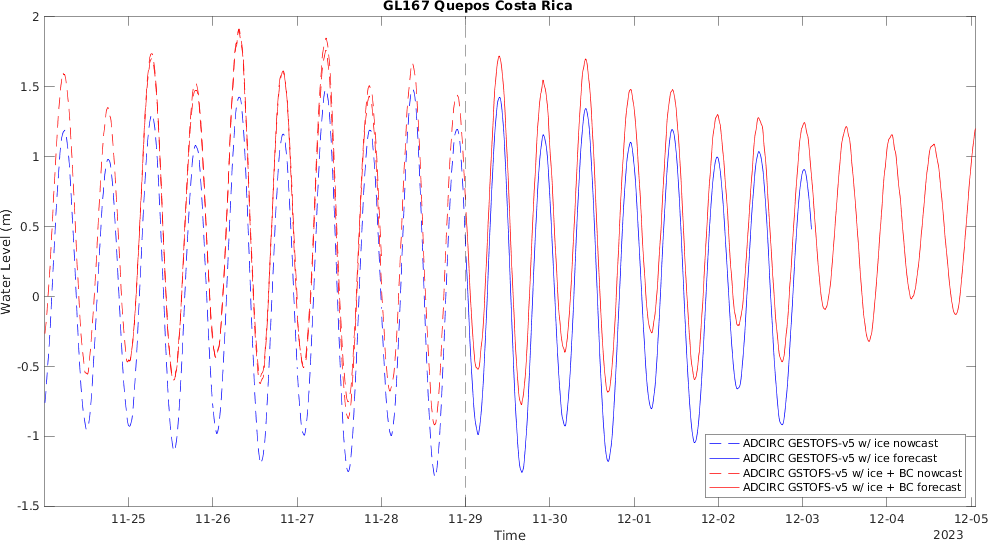 GL167 Quepos Costa Rica
Water Level (m)
2
1.5
1
0.5
0
-0.5
-1
-1.5
ADCIRC GESTOFS-v5 w/ ice nowcast
ADCIRC GESTOFS-v5 w/ ice forecast
ADCIRC GSTOFS-v5 w/ ice + BC nowcast
ADCIRC GSTOFS-v5 w/ ice + BC forecast
11-25 11-26 11-27 11-28 11-29 11-30 12-01 12-02 12-03 12-04 12-05
Time
2023